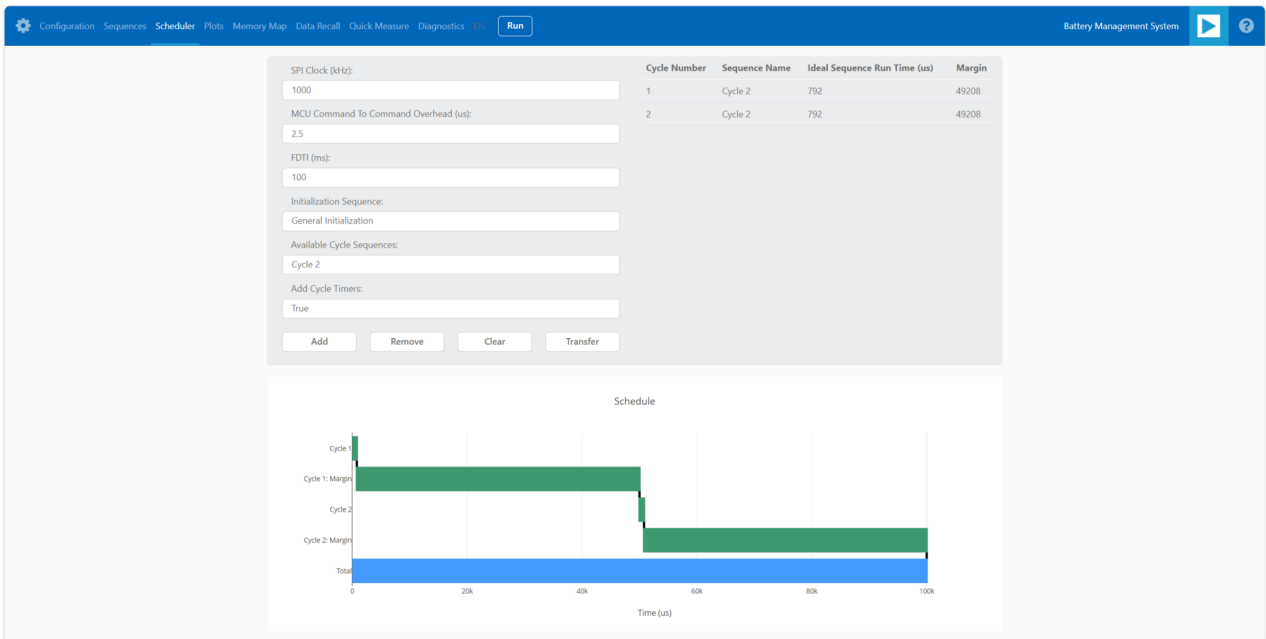 Configuration Sequences Scheduler Plots Memory Map Data Recall Quick Measure Diagnostics EIS Run Battery Management System ?
SPI Clock (kHz):
1000
MCU Command To Command Overhead (us):
2.5
FDTI (ms):
100
Initialization Sequence:
General Initialization
Available Cycle Sequences:
Cycle 2
Add Cycle Timers:
True
Add Remove Clear Transfer
Cycle Number Sequence Name Ideal Sequence Run Time (us) Margin
1 Cycle 2 792 49208
2 Cycle 2 792 49208
Schedule
Cycle 1
Cycle 1: Margin
Cycle 2
Cycle 2: Margin
Total
0 20k 40k 60k 80k 100k
Time (us)